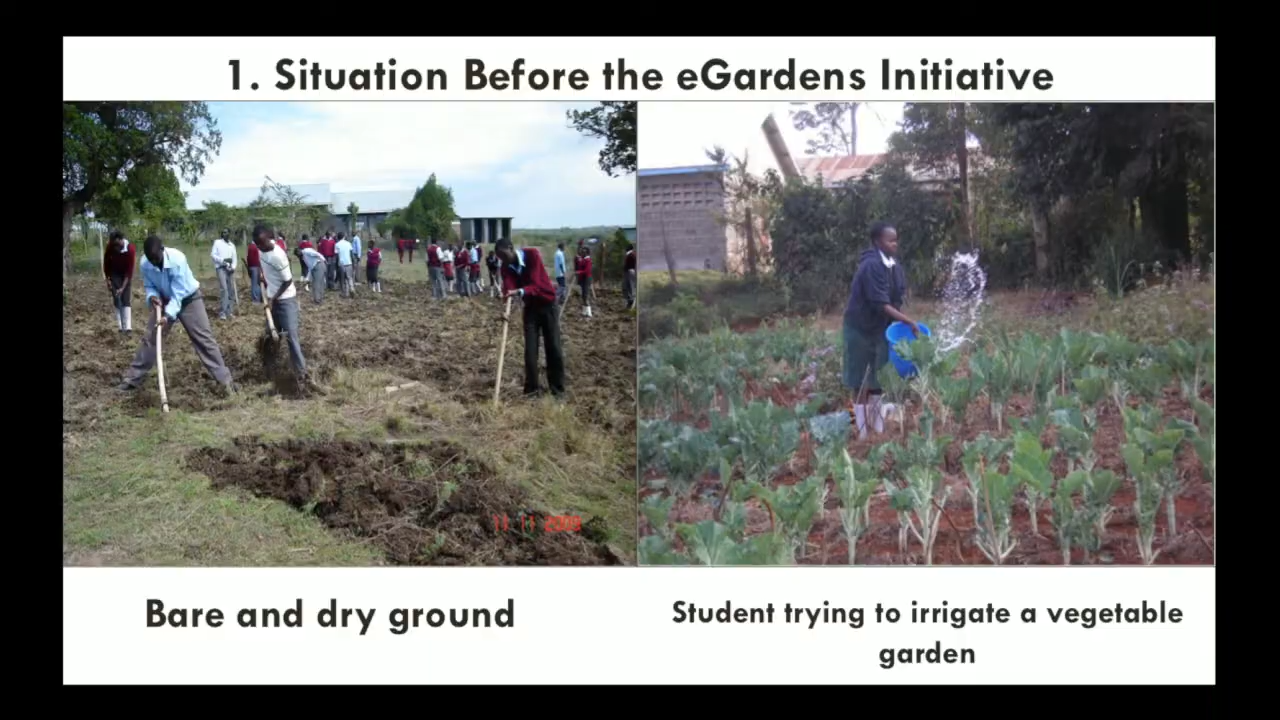 1. Situation Before the eGardens Initiative
11 11 2009
Bare and dry ground
Student trying to irrigate a vegetable
garden